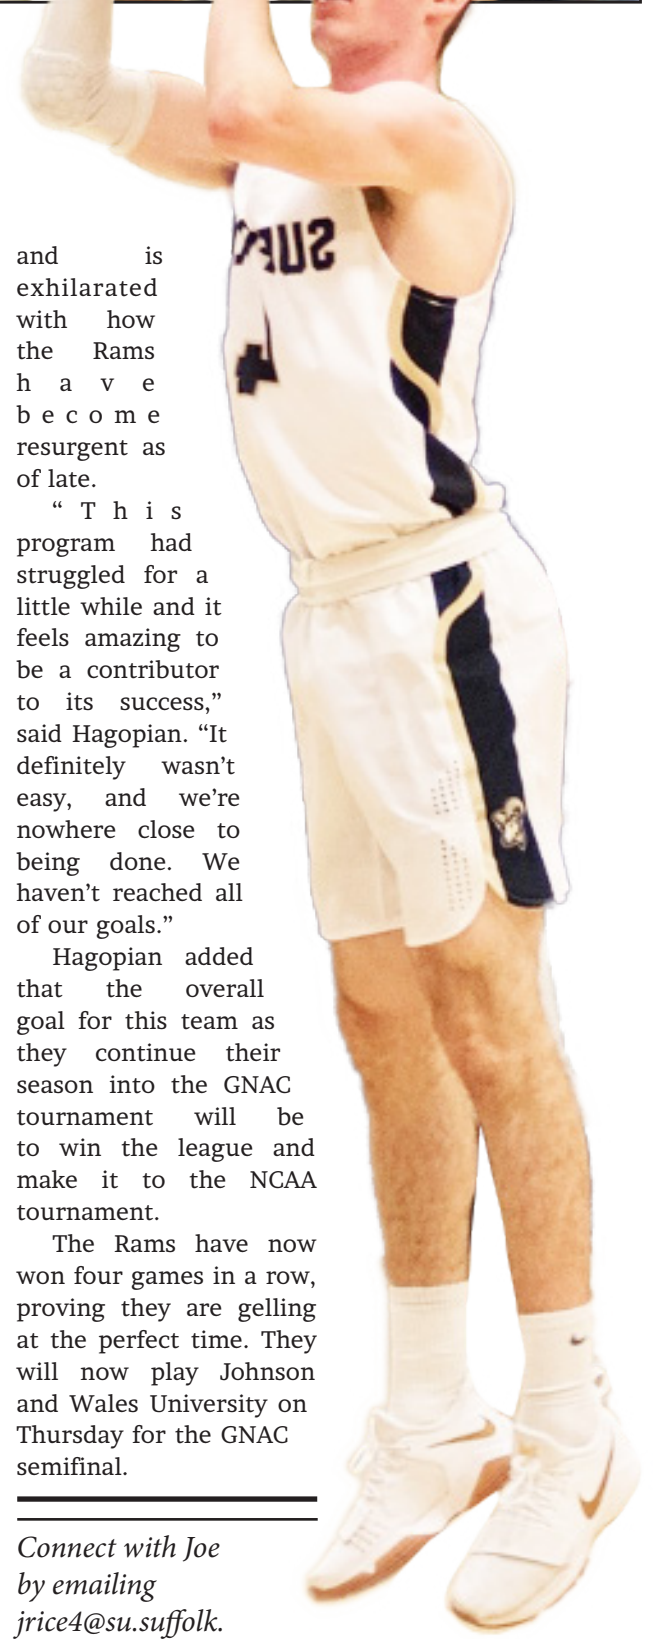 and is
exhilarated
with how
the Rams
have
become
resurgent as
of late.
“This
program had
struggled for a
little while and it
feels amazing to
be a contributor
to its success,”
said Hagopian. “It
definitely wasn’t
easy, and we’re
nowhere close to
being done. We
haven’t reached all
of our goals.”
Hagopian added
that the overall
goal for this team as
they continue their
season into the GNAC
tournament will be
to win the league and
make it to the NCAA
tournament.
The Rams have now
won four games in a row,
proving they are gelling
at the perfect time. They
will now play Johnson
and Wales University on
Thursday for the GNAC
semifinal.
Connect with Joe
by emailing
jrice4@su.suffolk.